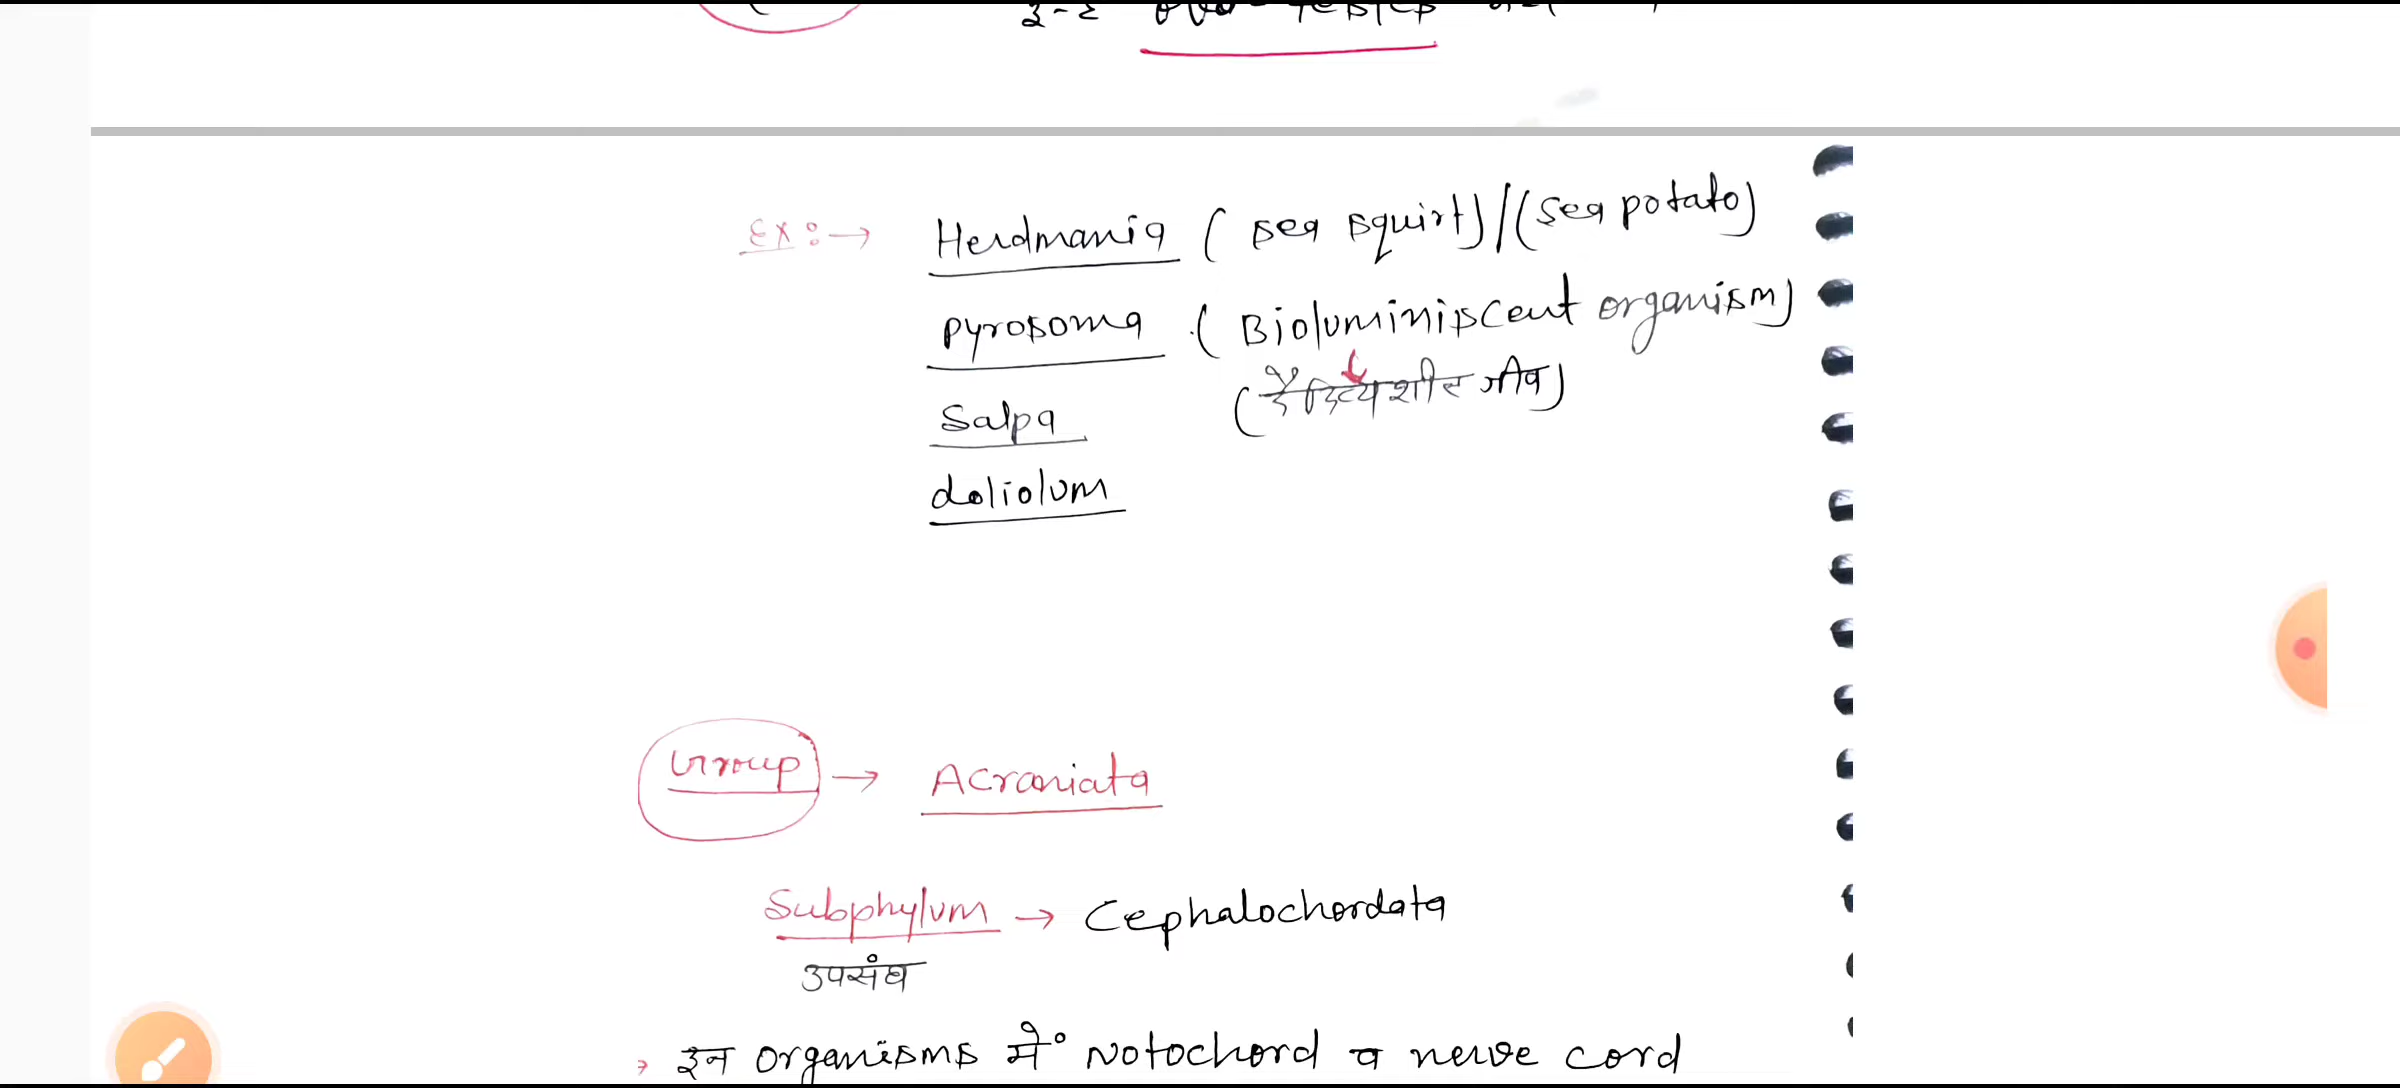 Ex :→ Herdmania ( sea squirt) / (sea potato)
pyrosoma ( Bioluminiscent organism)
Salpa जीव)
doliolum
Group → Acraniata
Subphylum → Cephalochordata
उपसंघ
→ इन organisms में notochord व nerve cord